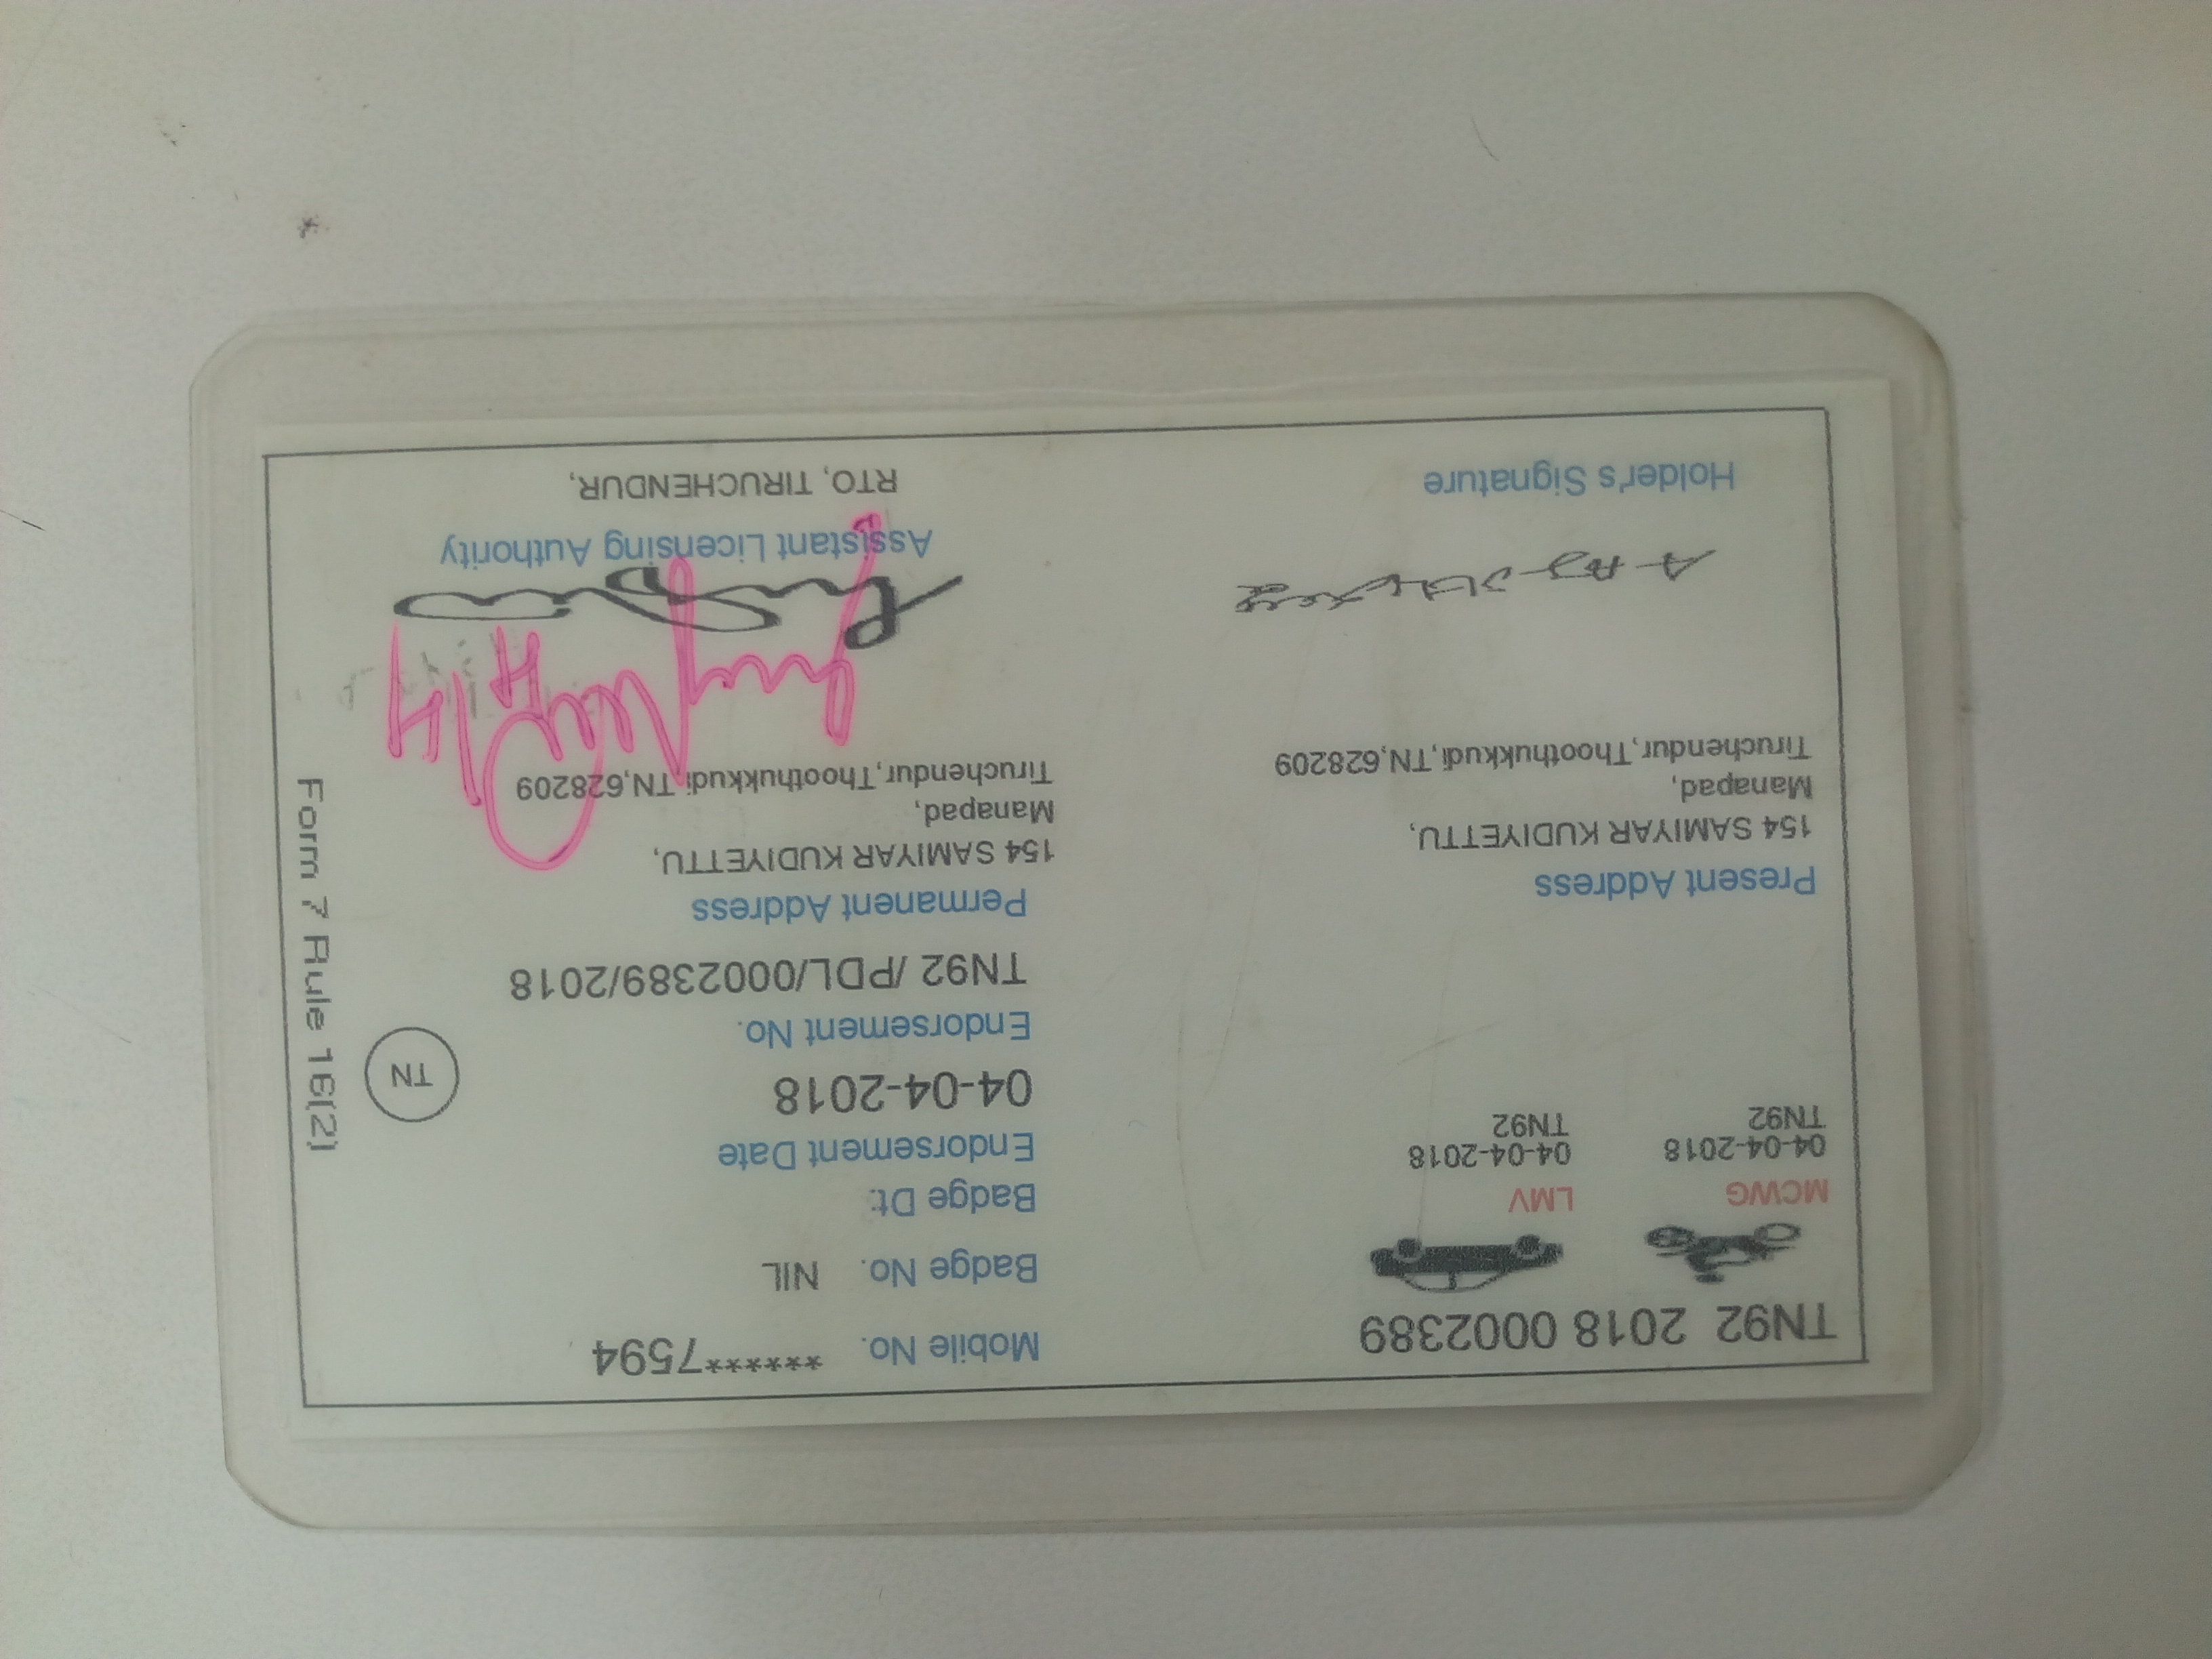 TN92 2018 0002389
MCWG
04-04-2018
TN92
LMV
04-04-2018
TN92
Present Address
154 SAMIYAR KUDIYETTU,
Manapad,
Tiruchendur,Thoothukkudi,TN,628209
Holder's Signature
Mobile No. ******7594
Badge No. NIL
Badge Dt.
Endorsement Date
04-04-2018
Endorsement No.
TN92 /PDL/0002389/2018
Permanent Address
154 SAMIYAR KUDIYETTU,
Manapad,
Tiruchendur,Thoothukkudi,TN,628209
Assistant Licensing Authority
RTO, TIRUCHENDUR,
TN
Form 7 Rule 16(2)